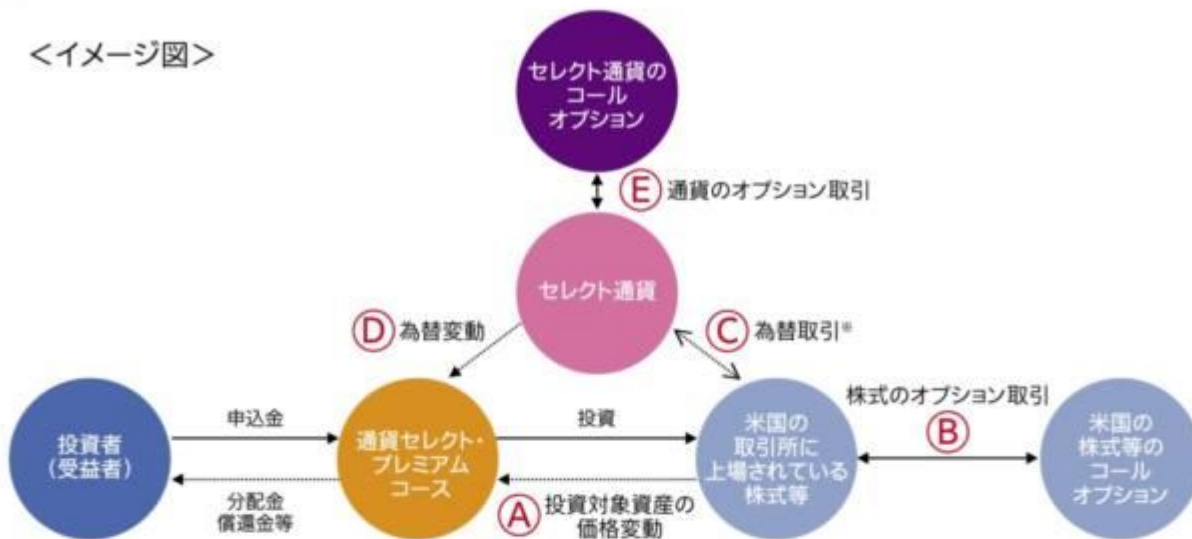 ＜イメージ図＞
セレクト通貨の
コール
オプション
Ⓔ 通貨のオプション取引
セレクト通貨
Ⓓ 為替変動
Ⓒ 為替取引※
投資者
(受益者)
申込金
分配金
償還金等
通貨セレクト・
プレミアム
コース
投資
Ⓐ 投資対象資産の
価格変動
米国の
取引所に
上場されている
株式等
株式のオプション取引
Ⓑ
米国の
株式等の
コール
オプション